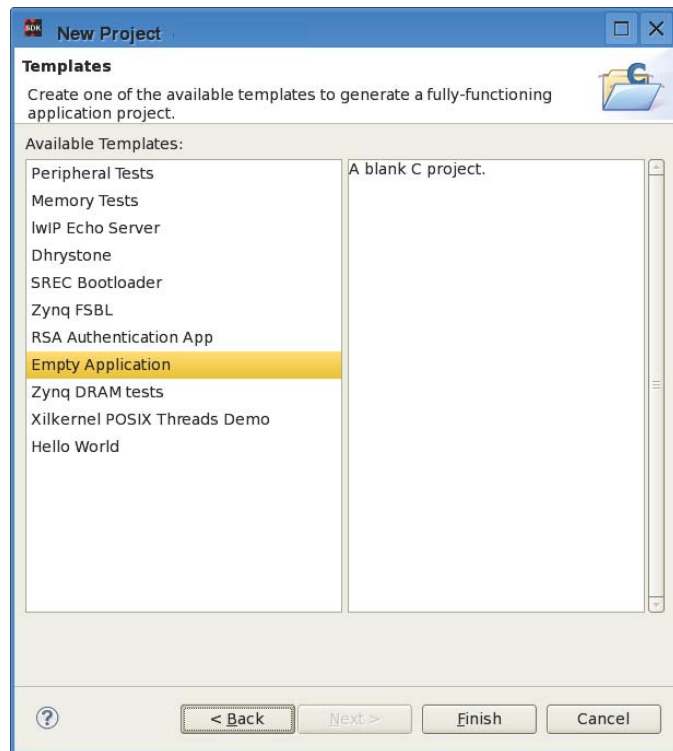 SDK New Project
Templates
Create one of the available templates to generate a fully-functioning
application project.
C
Available Templates:
Peripheral Tests
Memory Tests
lwIP Echo Server
Dhrystone
SREC Bootloader
Zynq FSBL
RSA Authentication App
Empty Application
Zynq DRAM tests
Xilkernel POSIX Threads Demo
Hello World
A blank C project.
?
< Back
Next >
Finish
Cancel